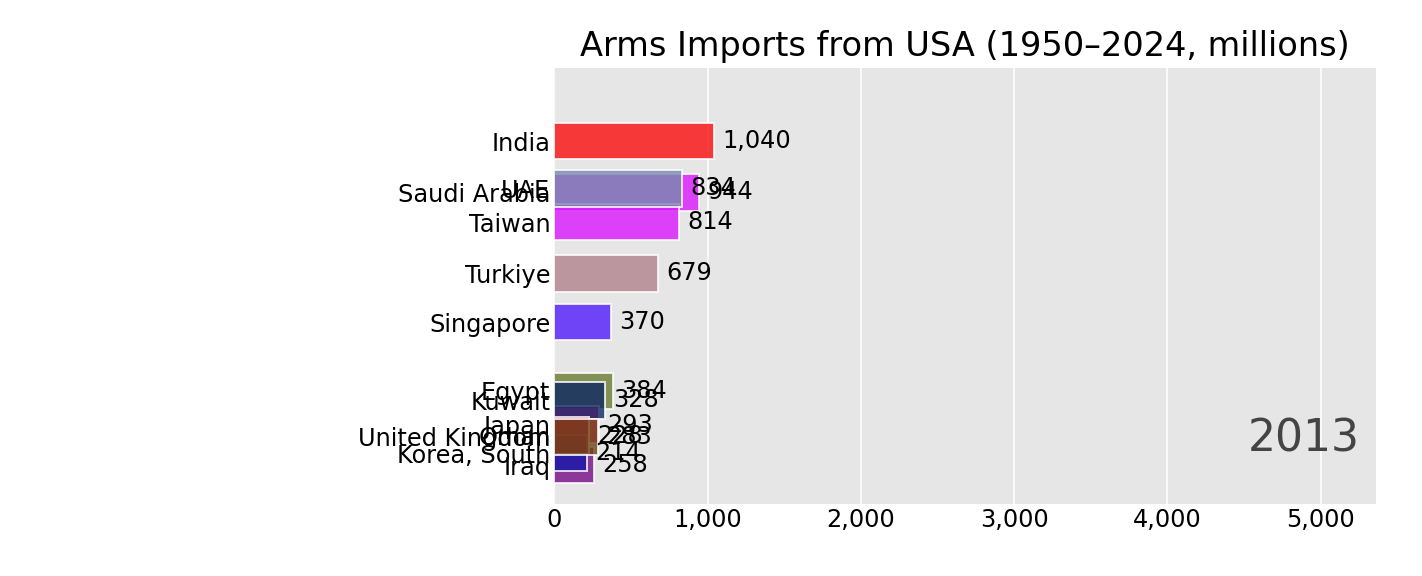 Arms Imports from USA (1950–2024, millions)
India 1,040
UAE 834
Saudi Arabia 944
Taiwan 814
Turkiye 679
Singapore 370
Egypt 384
Kuwait 328
Japan 293
United Kingdom
Oman
Korea, South 214
Iraq 258
2013
0 1,000 2,000 3,000 4,000 5,000